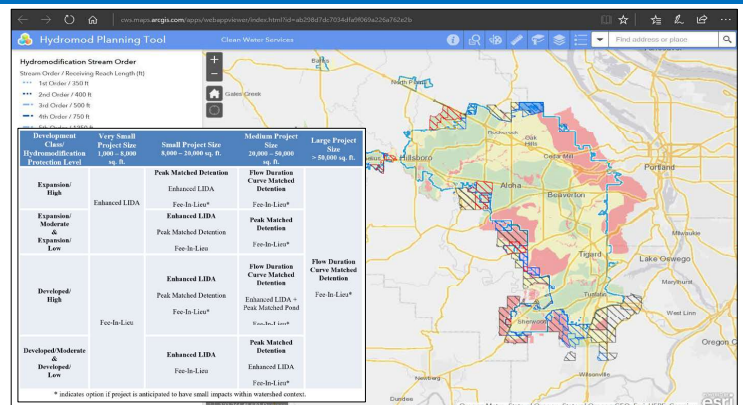 cws.maps.arcgis.com/apps/webappviewer/index.html?id=ab298d7dc7034dfa9f069a226a762e2b
Hydromod Planning Tool
Clean Water Services
Find address or place
Hydromodification Stream Order
Stream Order / Receiving Reach Length (ft)
1st Order / 350 ft
2nd Order / 400 ft
3rd Order / 500 ft
4th Order / 750 ft
Development Class/ Hydromodification Protection Level
Very Small Project Size 1,000 – 8,000 sq. ft.
Small Project Size 8,000 – 20,000 sq. ft.
Medium Project Size 20,000 – 50,000 sq. ft.
Large Project Size > 50,000 sq. ft.
Expansion/ High
Enhanced LIDA
Peak Matched Detention
Enhanced LIDA
Fee-In-Lieu*
Flow Duration Curve Matched Detention
Fee-In-Lieu*
Expansion/ Moderate & Expansion/ Low
Enhanced LIDA
Peak Matched Detention
Fee-In-Lieu
Peak Matched Detention
Fee-In-Lieu*
Flow Duration Curve Matched Detention
Fee-In-Lieu*
Developed/ High
Fee-In-Lieu
Enhanced LIDA
Peak Matched Detention
Fee-In-Lieu*
Flow Duration Curve Matched Detention
Enhanced LIDA + Peak Matched Pond
Fee-In-Lieu*
Developed/Moderate & Developed/ Low
Enhanced LIDA
Fee-In-Lieu
Peak Matched Detention
Enhanced LIDA
Fee-In-Lieu*
* indicates option if project is anticipated to have small impacts within watershed context.
Banks
Gales Creek
North Plains
Hillsboro
Oak Hills
Cedar Mill
Portland
Aloha
Beaverton
Milwaukie
Tigard
Lake Oswego
Marylhurst
Tualatin
West Linn
Sherwood
Oregon C
Newberg
Wilsonville
Dundee
esri